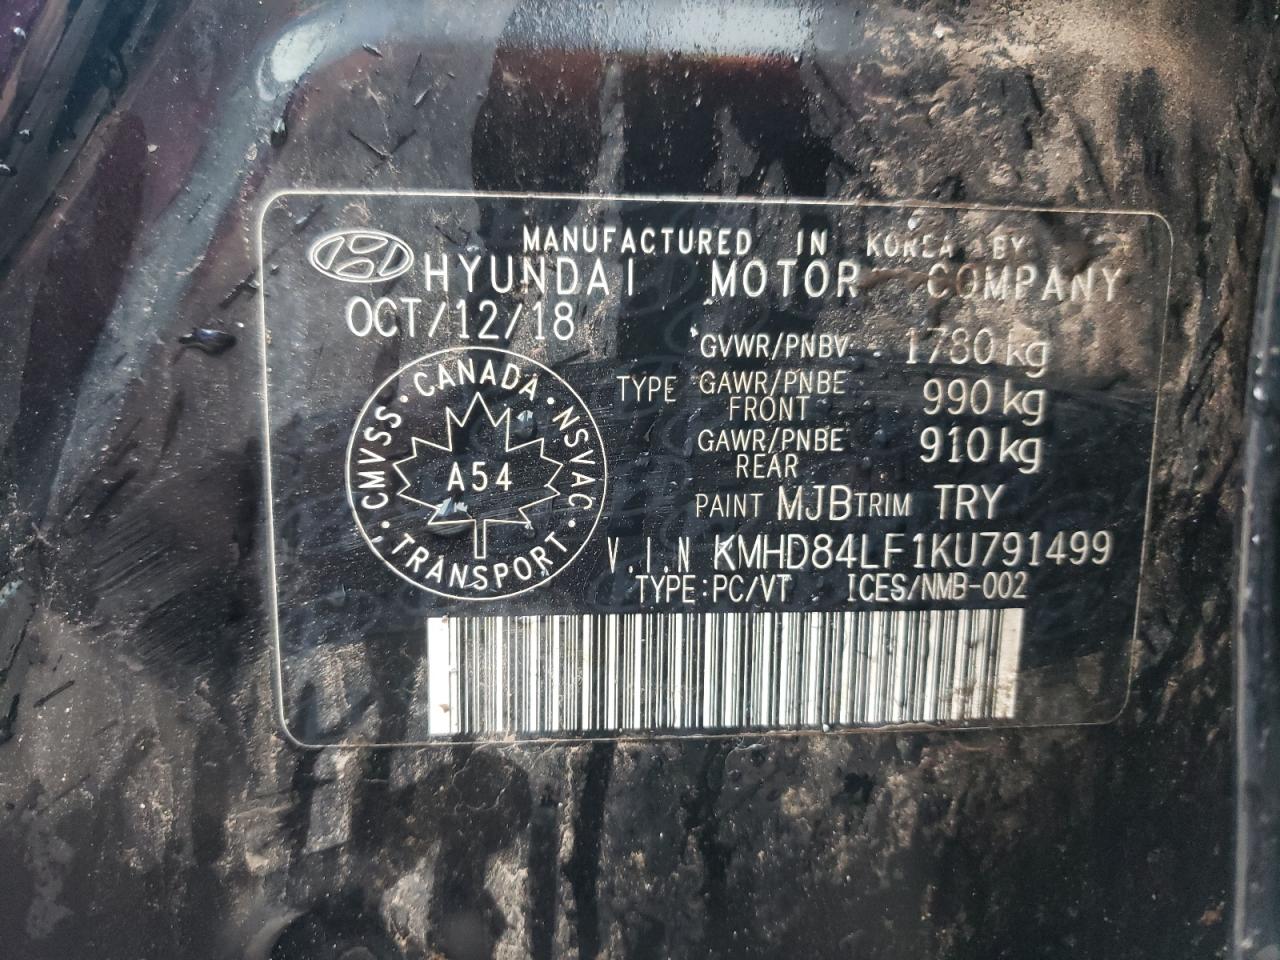 MANUFACTURED IN KOREA BY
HYUNDAI MOTOR COMPANY
OCT/12/18
GVWR/PNBV 1780 kg
TYPE GAWR/PNBE FRONT 990 kg
GAWR/PNBE REAR 910 kg
PAINT MJB TRIM TRY
V.I.N KMHD84LF1KU791499
TYPE:PC/VT ICES/NMB-002
CMVSS · CANADA · NSVAC · TRANSPORT ·
A54